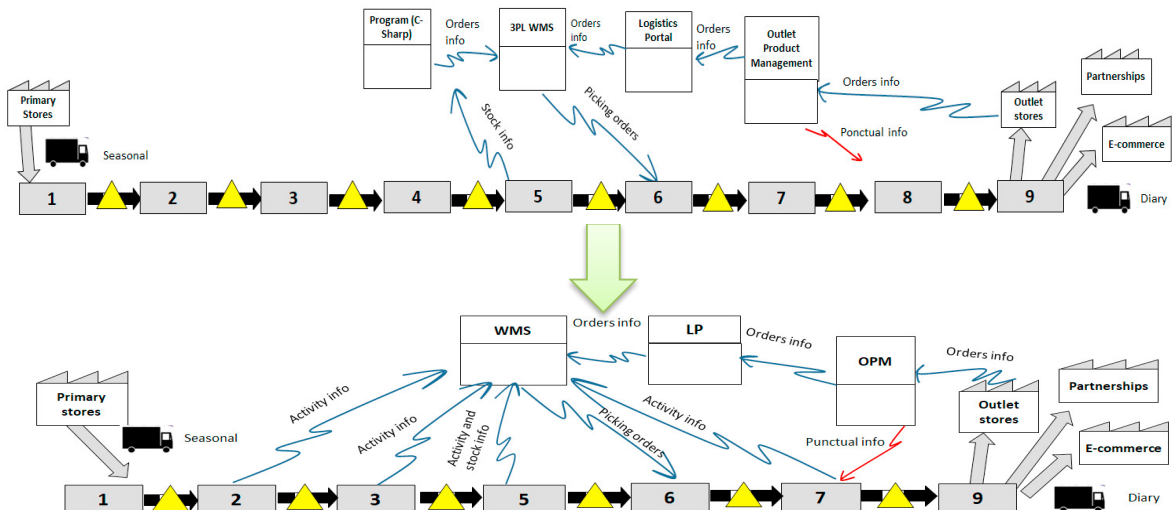 Program (C-
Sharp)
Orders
info
3PL WMS
Orders
info
Logistics
Portal
Orders
info
Outlet
Product
Management
Orders info
Partnerships
Primary
Stores
Seasonal
Stock info
Picking orders
Ponctual info
Outlet
stores
E-commerce
1
2
3
4
5
6
7
8
9
Diary
WMS
Orders info
LP
Orders info
OPM
Orders info
Partnerships
Primary
stores
Seasonal
Activity info
Activity info
Activity and
stock info
Picking orders
Activity info
Punctual info
Outlet
stores
E-commerce
1
2
3
5
6
7
9
Diary